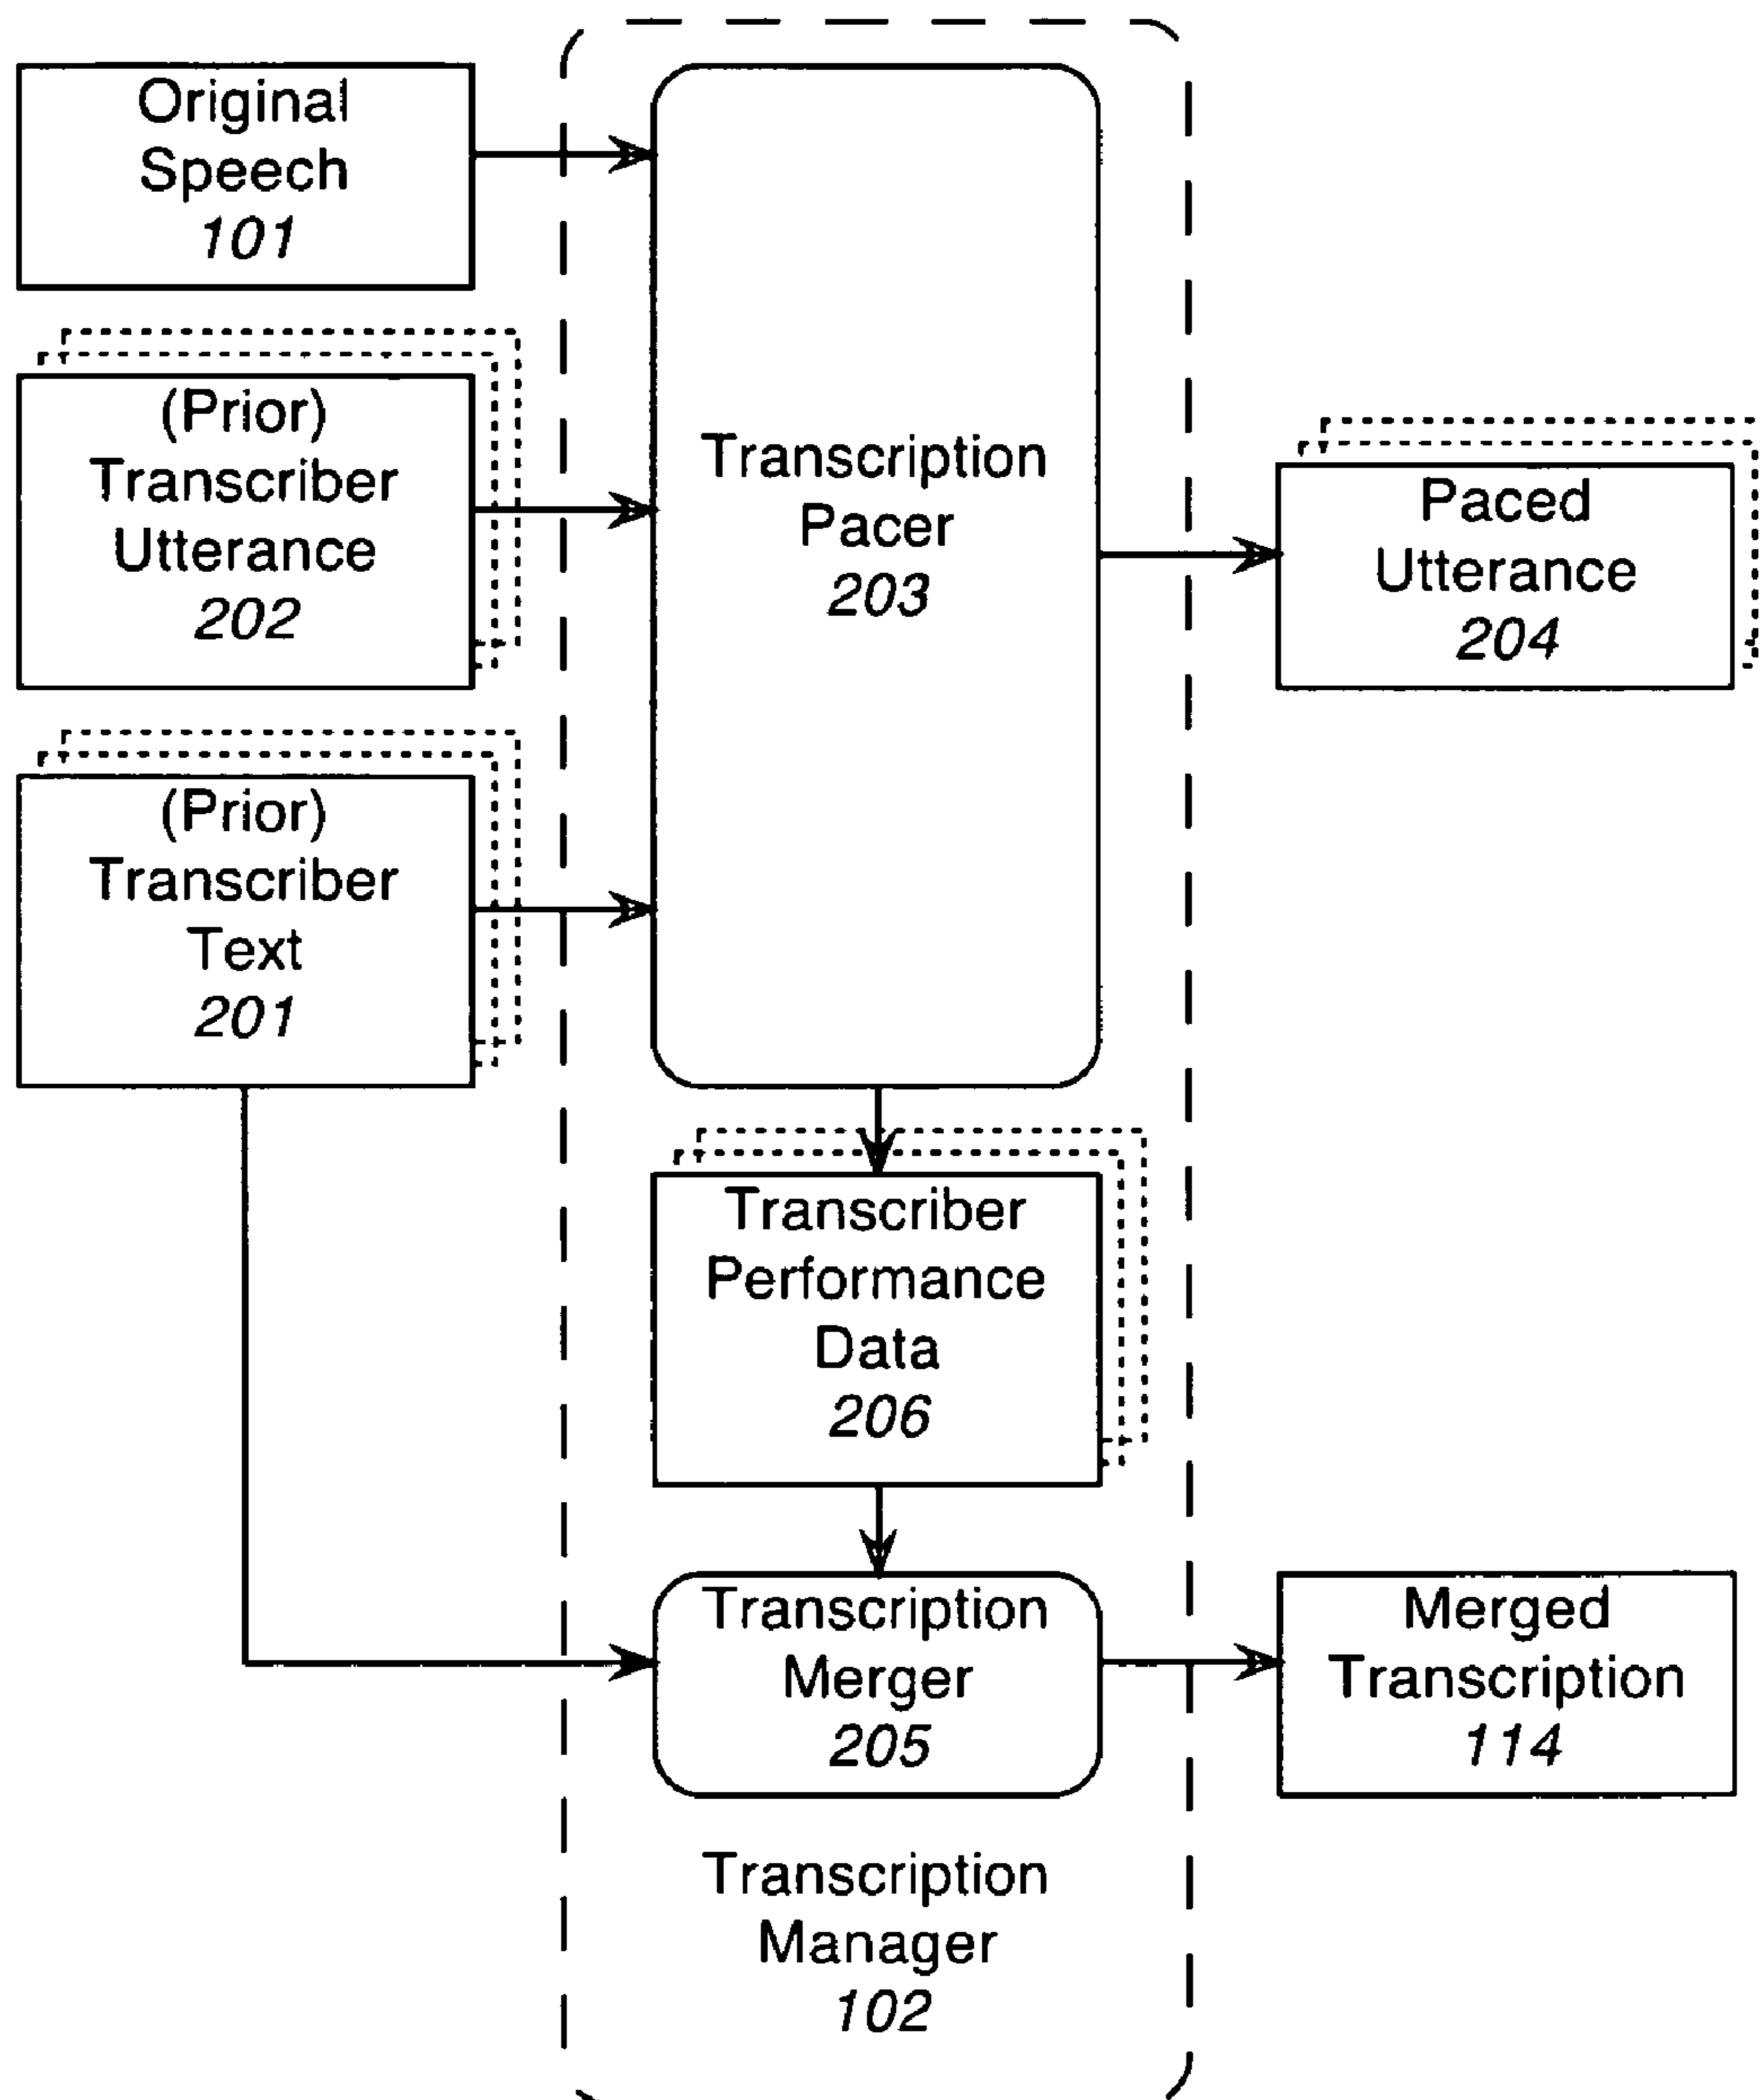 Original
Speech
101
(Prior)
Transcriber
Utterance
202
(Prior)
Transcriber
Text
201
Transcription
Pacer
203
Paced
Utterance
204
Transcriber
Performance
Data
206
Transcription
Merger
205
Merged
Transcription
114
Transcription
Manager
102